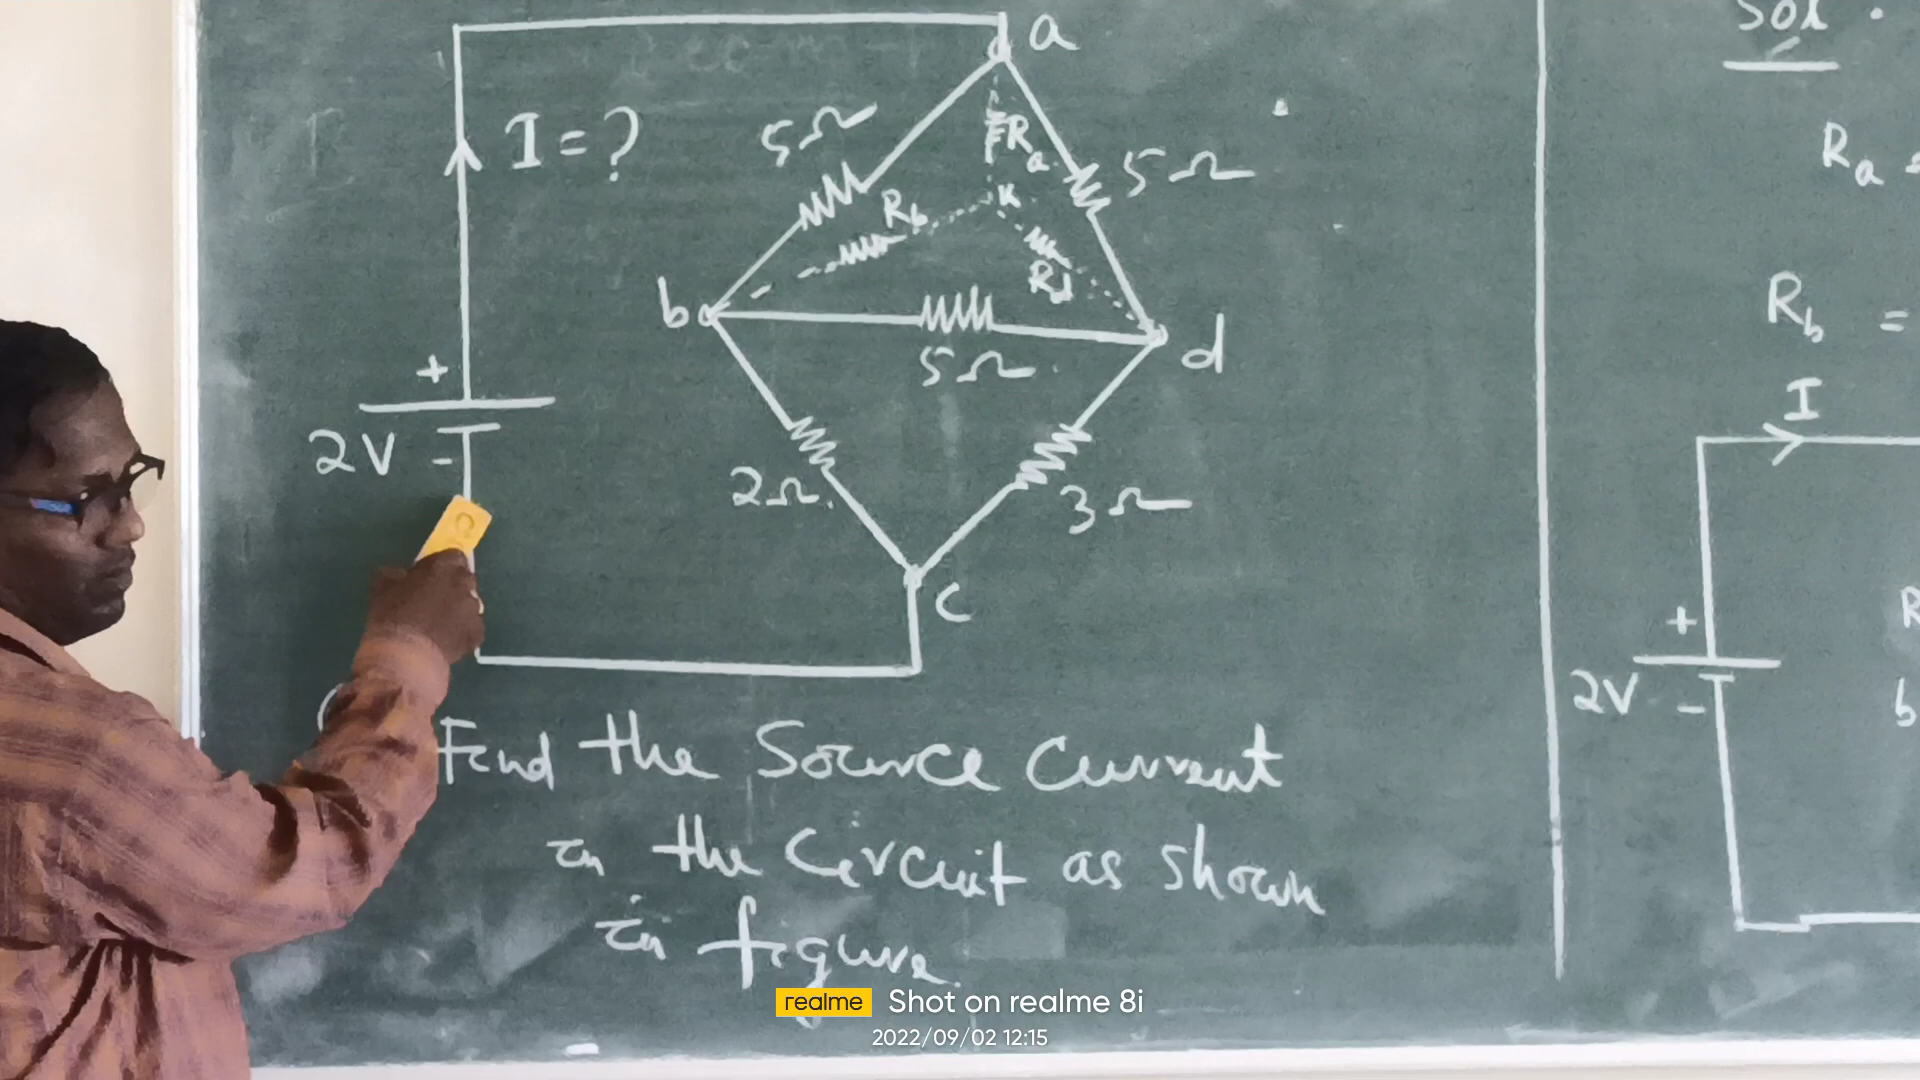 a
I = ?
5Ω
Ra
5Ω
K
Rb
Rd
b
d
5Ω
+
2V
-
2Ω
3Ω
c
Find the Source Current
in the Circuit as shown
in figure.
Sol.
Ra =
Rb =
I
+
2V
-
R
b
realme Shot on realme 8i
2022/09/02 12:15